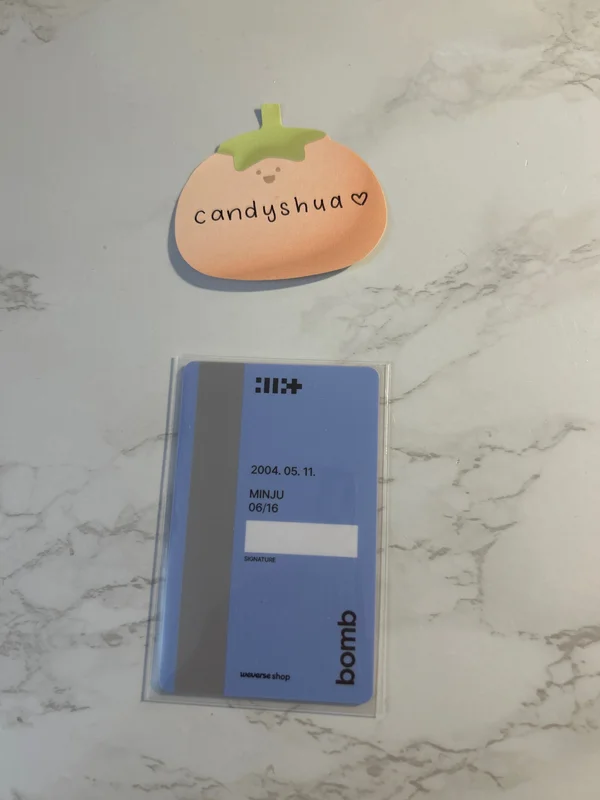 candyshua♡
2004. 05. 11.
MINJU
06/16
SIGNATURE
weverse shop
bomb